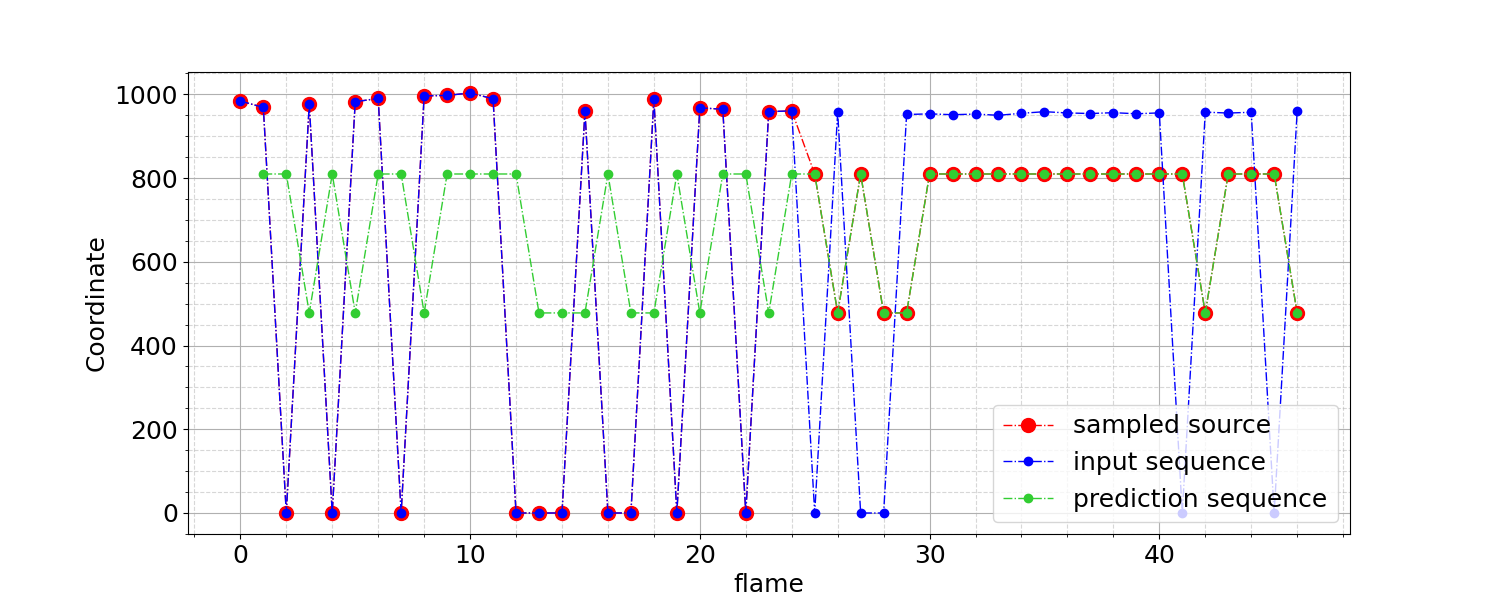 1000
800
600
400
200
0
Coordinate
0 10 20 30 40
flame
sampled source
input sequence
prediction sequence